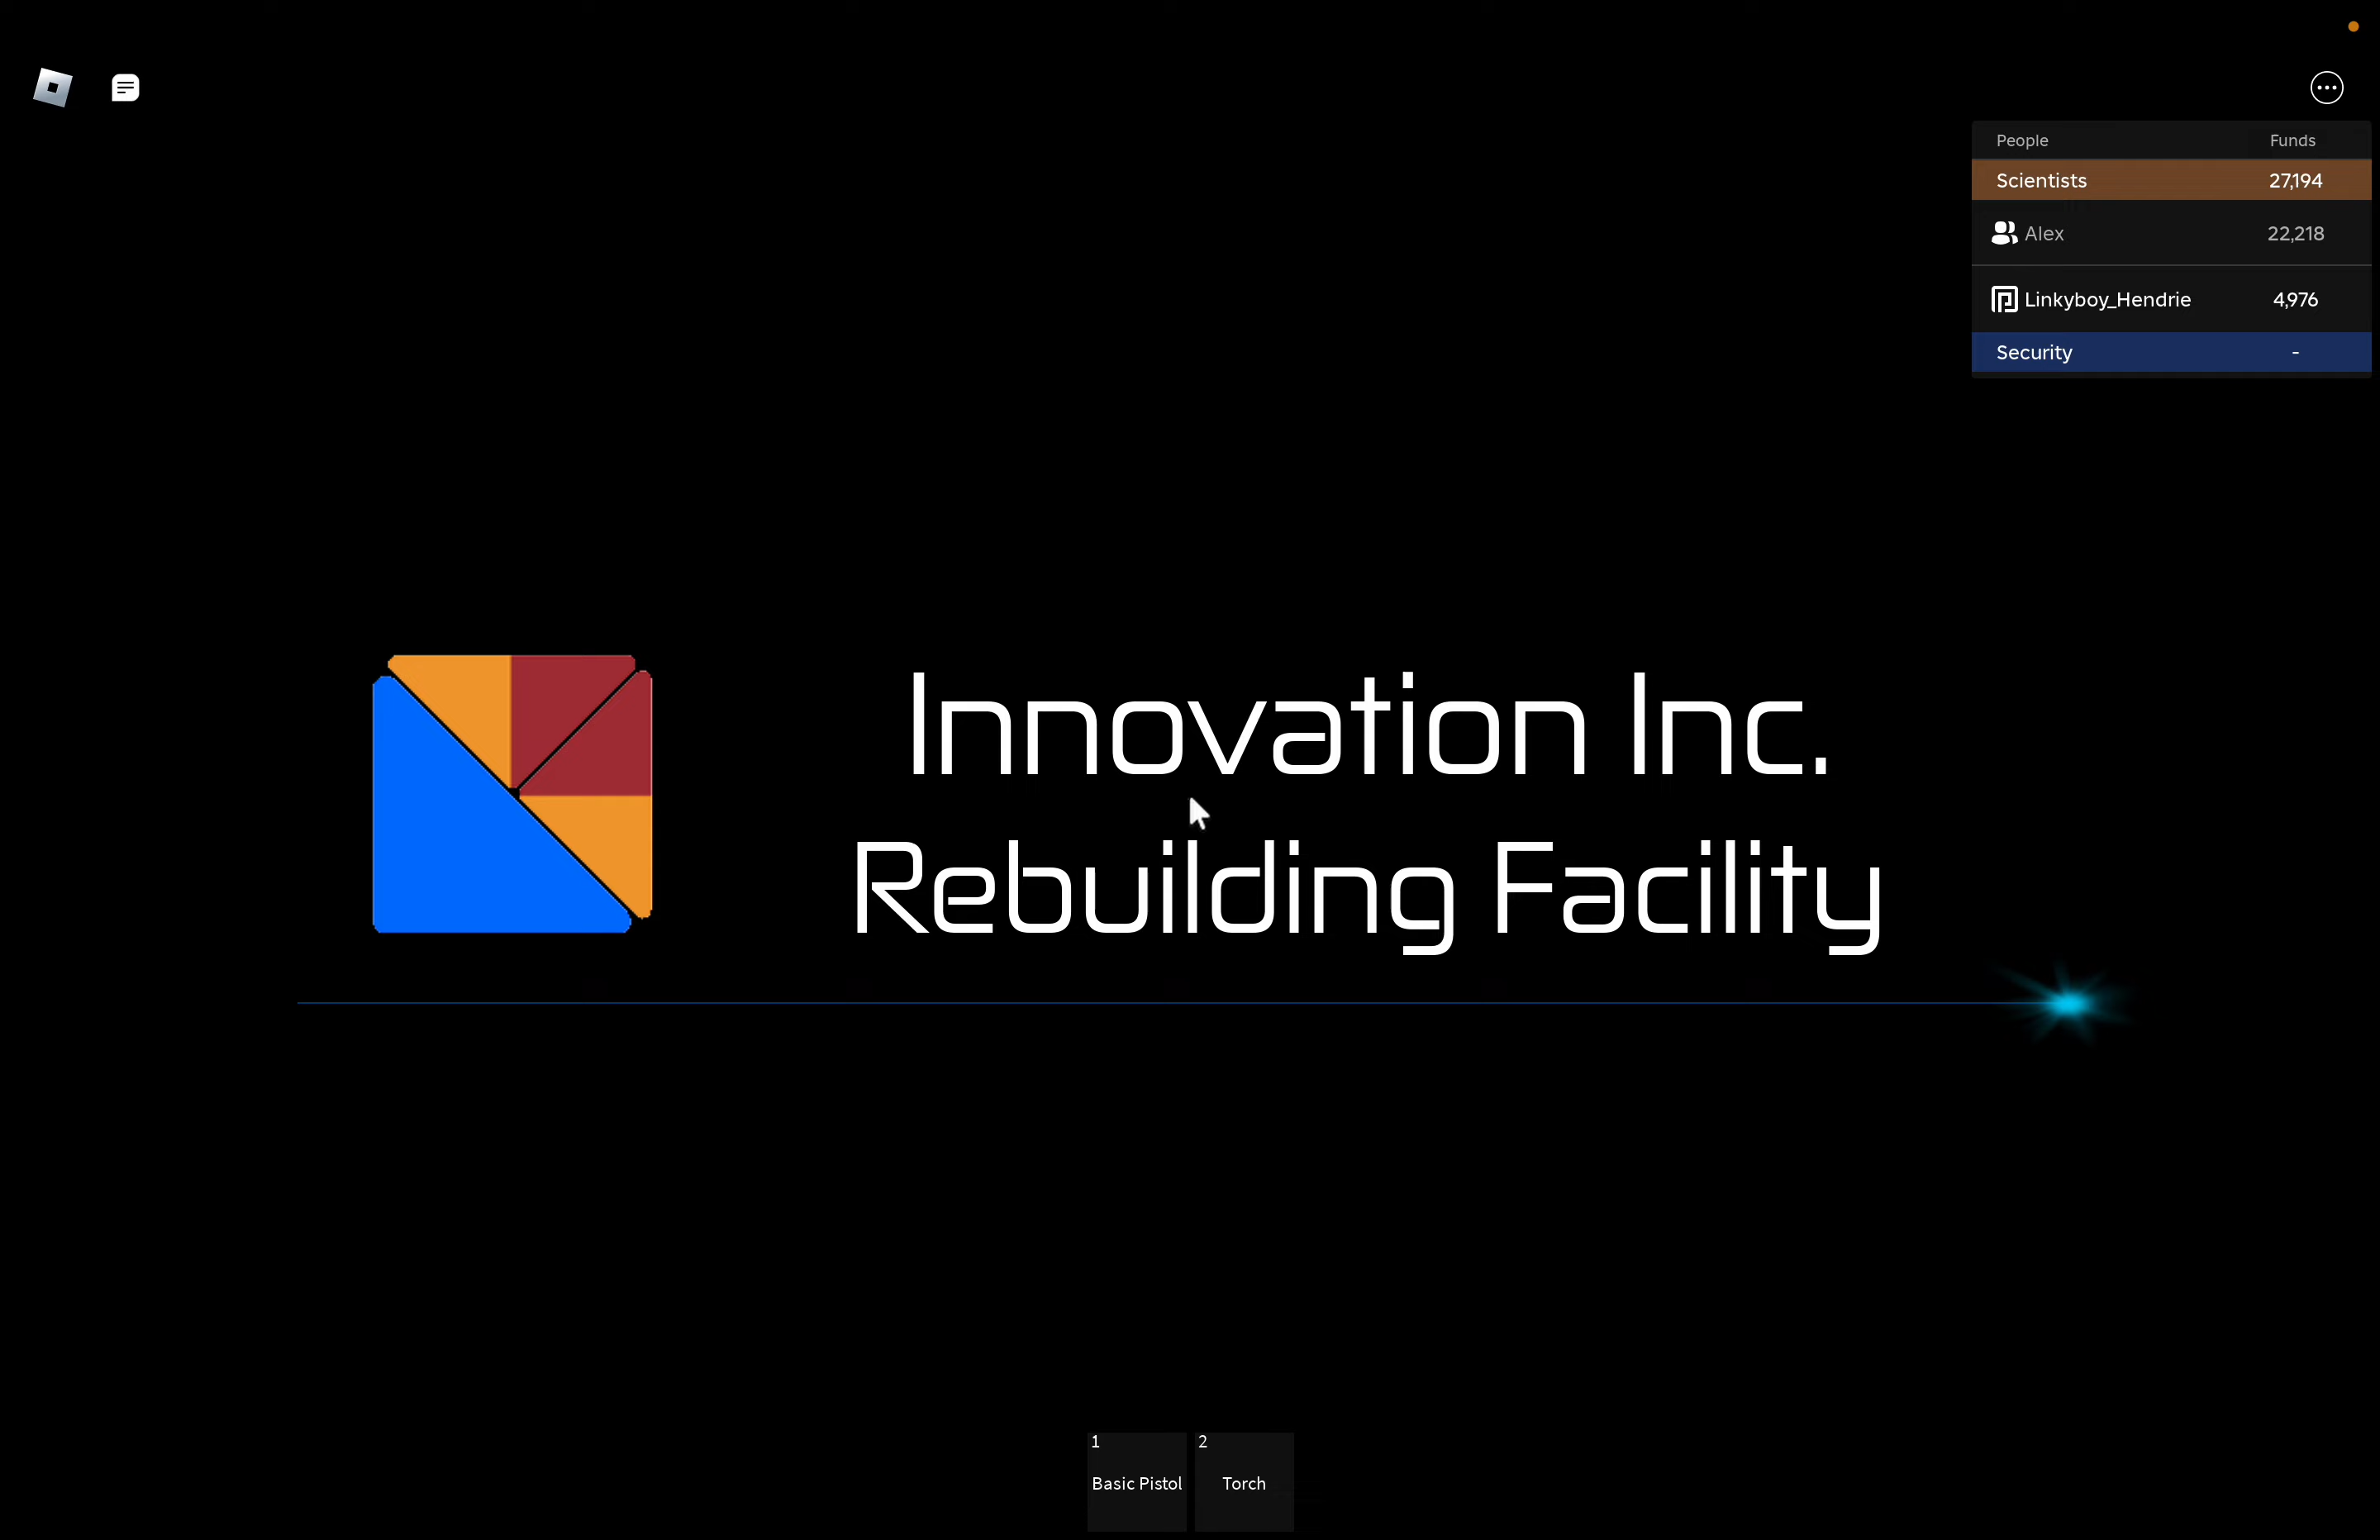 People Funds
Scientists 27,194
Alex 22,218
Linkyboy_Hendrie 4,976
Security -
Innovation Inc.
Rebuilding Facility
1 2
Basic Pistol Torch